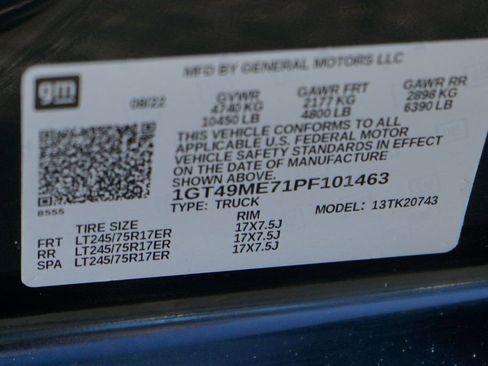 MFD BY GENERAL MOTORS LLC
gm
08/22 GVWR GAWR FRT GAWR RR
4740 KG 2177 KG 2898 KG
10450 LB 4800 LB 6390 LB
THIS VEHICLE CONFORMS TO ALL
APPLICABLE U.S. FEDERAL MOTOR
VEHICLE SAFETY STANDARDS IN EFFECT
ON THE DATE OF MANUFACTURE
SHOWN ABOVE.
1GT49ME71PF101463
8555 TYPE: TRUCK MODEL: 13TK20743
TIRE SIZE RIM
FRT LT245/75R17ER 17X7.5J
RR LT245/75R17ER 17X7.5J
SPA LT245/75R17ER 17X7.5J